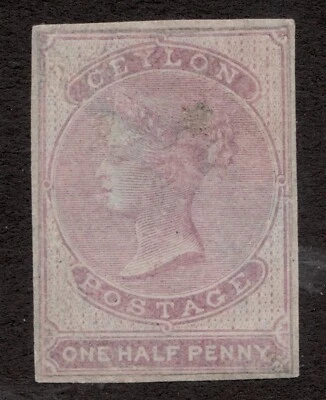 CEYLON
POSTAGE
ONE HALF PENNY